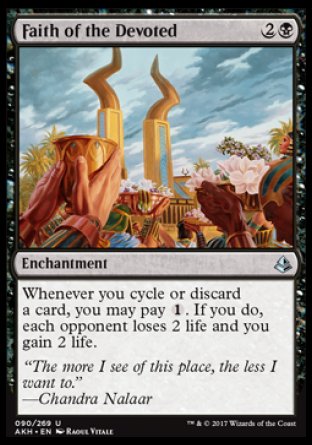 Faith of the Devoted 2
Enchantment
Whenever you cycle or discard
a card, you may pay 1. If you do,
each opponent loses 2 life and you
gain 2 life.
"The more I see of this place, the less I
want to."
—Chandra Nalaar
090/269 U
AKH • EN Raoul Vitale
™ & © 2017 Wizards of the Coast